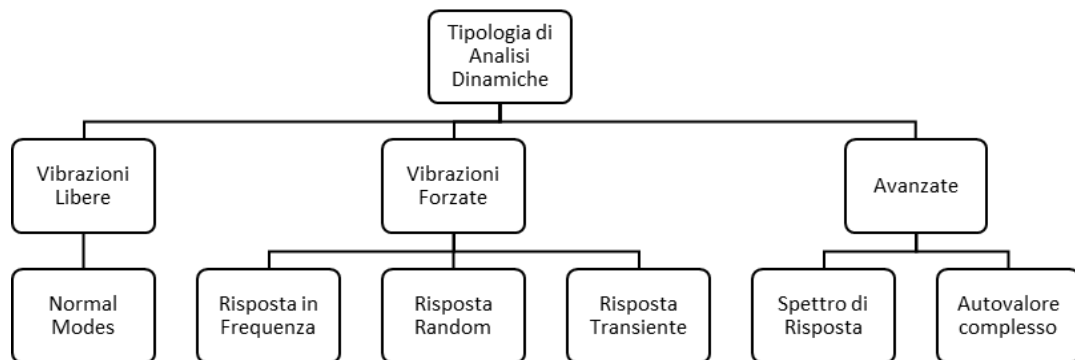 Tipologia di
Analisi
Dinamiche
Vibrazioni
Libere
Vibrazioni
Forzate
Avanzate
Normal
Modes
Risposta in
Frequenza
Risposta
Random
Risposta
Transiente
Spettro di
Risposta
Autovalore
complesso